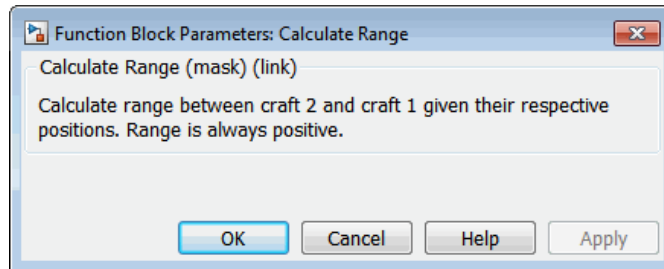 Function Block Parameters: Calculate Range
Calculate Range (mask) (link)
Calculate range between craft 2 and craft 1 given their respective
positions. Range is always positive.
OK Cancel Help Apply